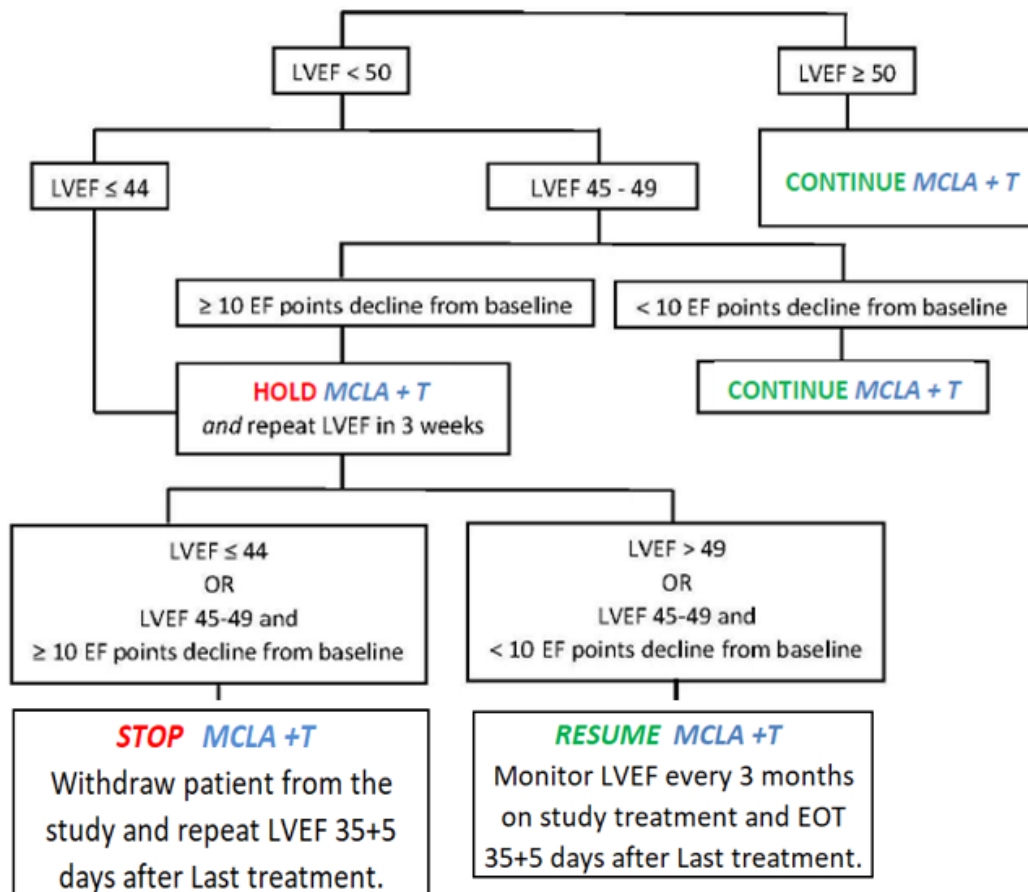 LVEF < 50
LVEF ≥ 50
LVEF ≤ 44
LVEF 45 - 49
CONTINUE MCLA + T
≥ 10 EF points decline from baseline
< 10 EF points decline from baseline
HOLD MCLA + T
and repeat LVEF in 3 weeks
CONTINUE MCLA + T
LVEF ≤ 44
OR
LVEF 45-49 and
≥ 10 EF points decline from baseline
LVEF > 49
OR
LVEF 45-49 and
< 10 EF points decline from baseline
STOP MCLA +T
Withdraw patient from the
study and repeat LVEF 35+5
days after Last treatment.
RESUME MCLA +T
Monitor LVEF every 3 months
on study treatment and EOT
35+5 days after Last treatment.